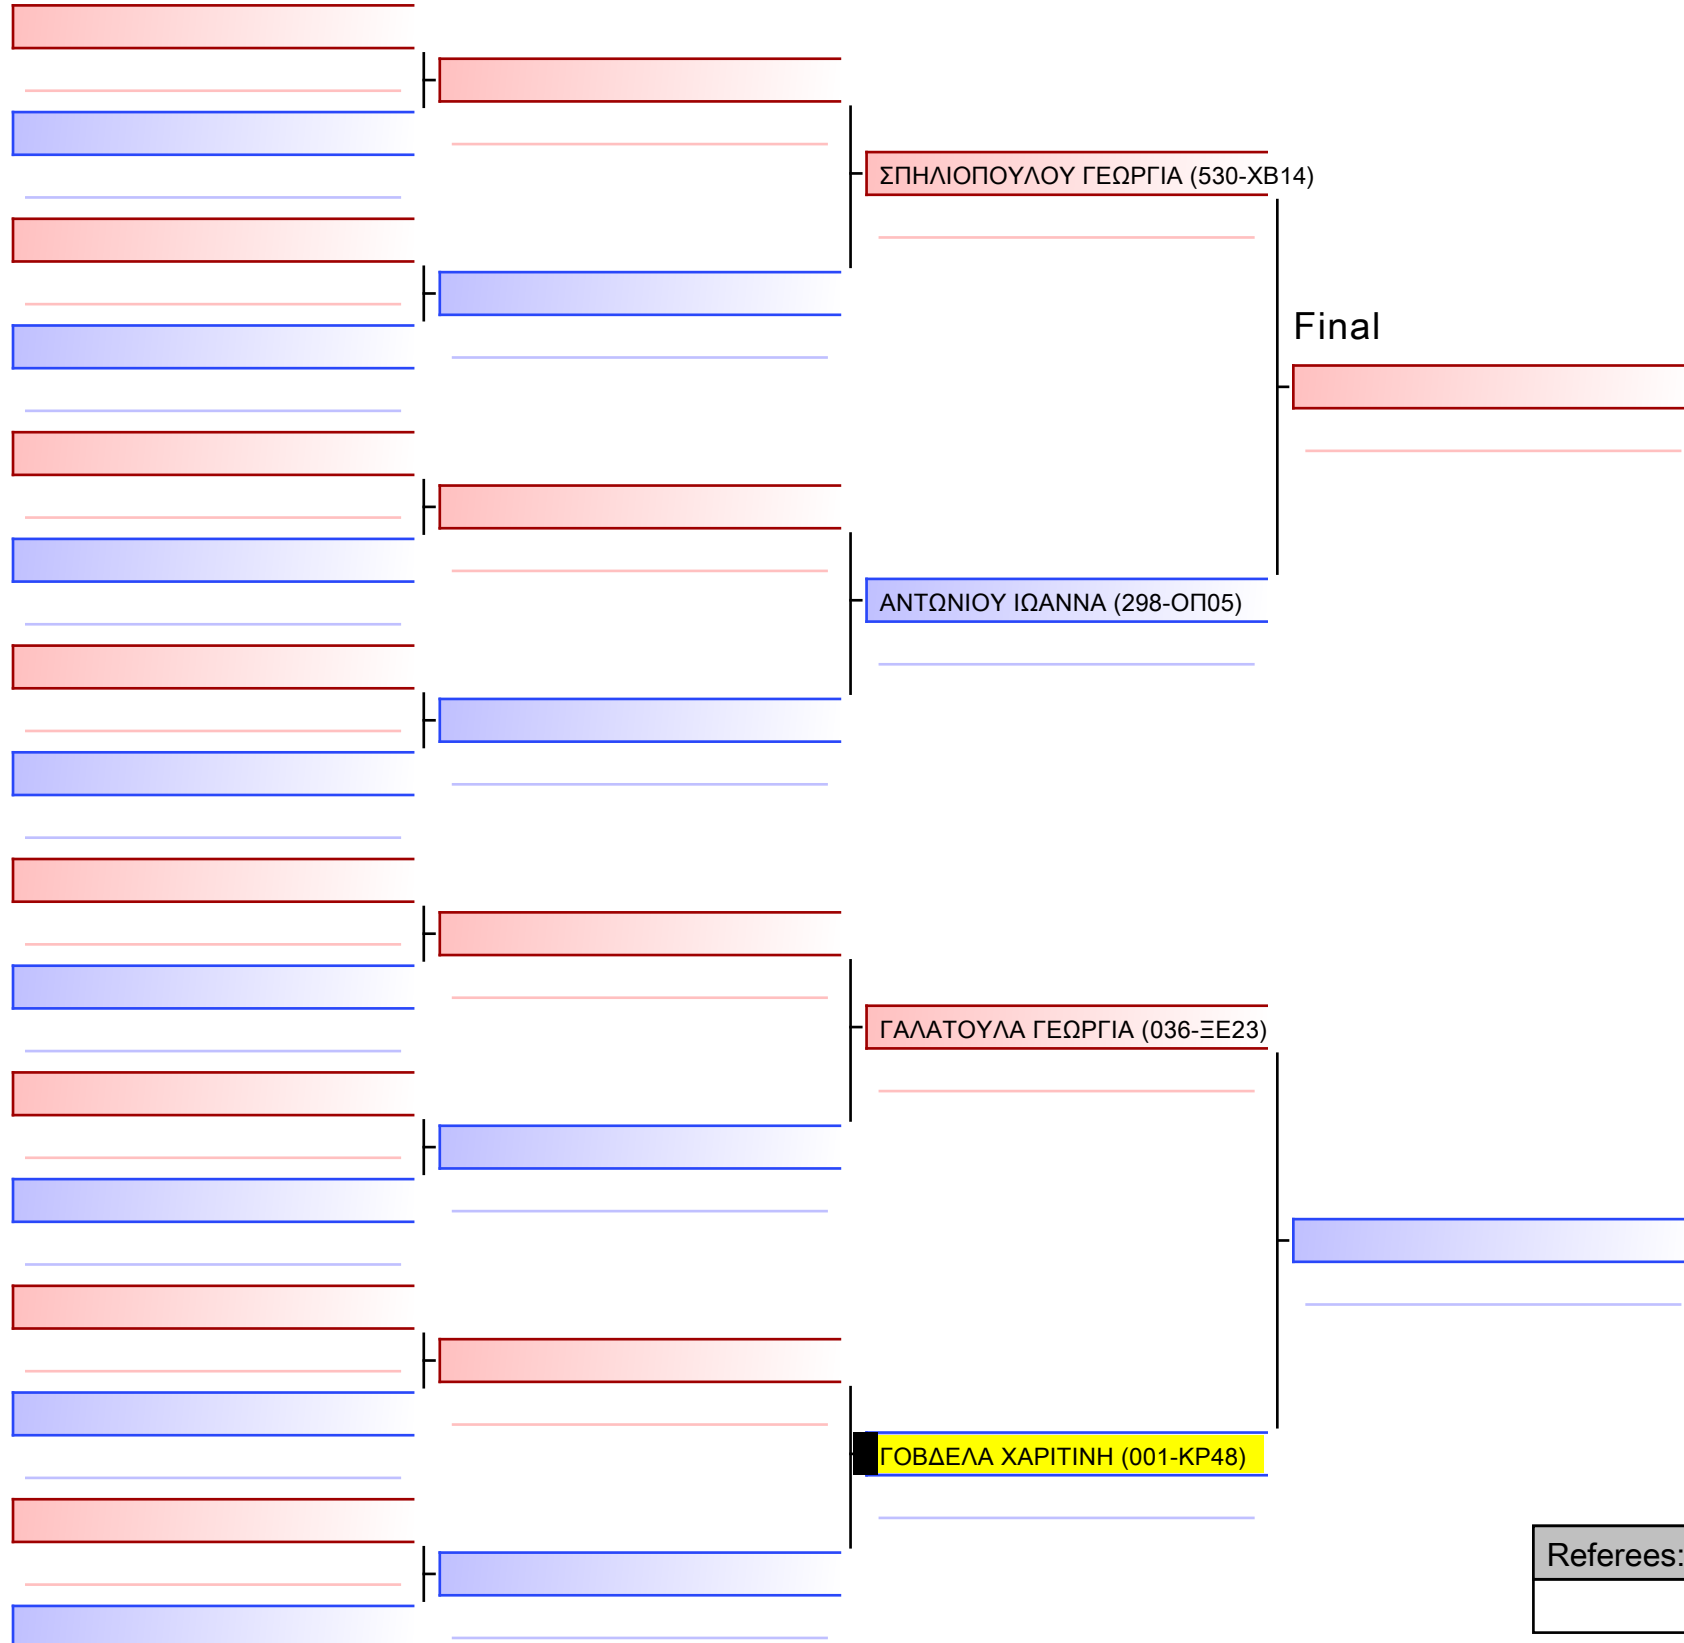 ΣΠΗΛΙΟΠΟΥΛΟΥ ΓΕΩΡΓΙΑ (530-ΧΒ14)
Final
ΑΝΤΩΝΙΟΥ ΙΩΑΝΝΑ (298-ΟΠ05)
ΓΑΛΑΤΟΥΛΑ ΓΕΩΡΓΙΑ (036-ΞΕ23)
ΓΟΒΔΕΛΑ ΧΑΡΙΤΙΝΗ (001-ΚΡ48)
Referees: